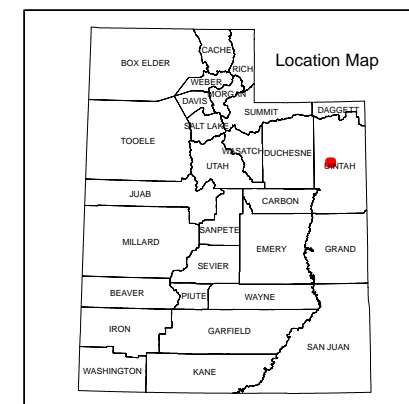 Location Map
BOX ELDER
CACHE
RICH
WEBER
MORGAN
DAVIS
SUMMIT
DAGGETT
SALT LAKE
TOOELE
WASATCH
DUCHESNE
UINTAH
UTAH
JUAB
CARBON
SANPETE
MILLARD
EMERY
GRAND
SEVIER
BEAVER
PIUTE
WAYNE
IRON
GARFIELD
SAN JUAN
WASHINGTON
KANE